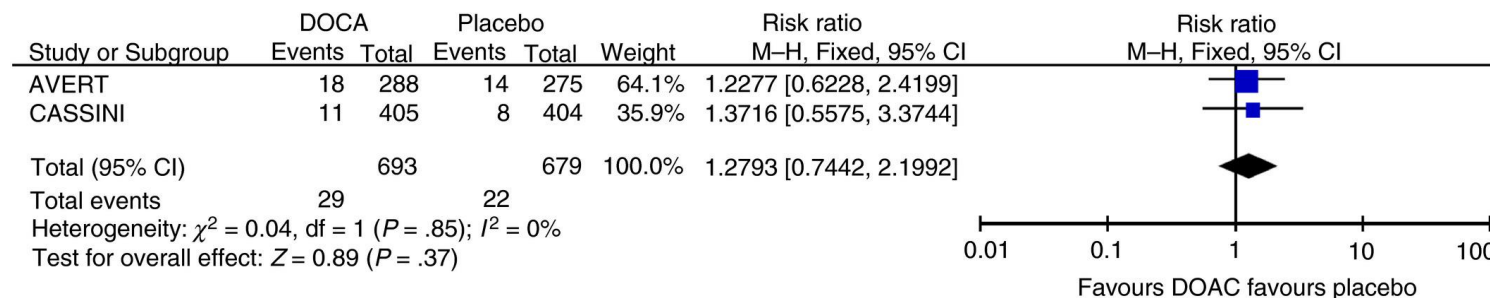 DOCA Placebo Risk ratio Risk ratio
Study or Subgroup Events Total Events Total Weight M–H, Fixed, 95% CI M–H, Fixed, 95% CI
AVERT 18 288 14 275 64.1% 1.2277 [0.6228, 2.4199]
CASSINI 11 405 8 404 35.9% 1.3716 [0.5575, 3.3744]
Total (95% CI) 693 679 100.0% 1.2793 [0.7442, 2.1992]
Total events 29 22
Heterogeneity: χ² = 0.04, df = 1 (P = .85); I² = 0%
Test for overall effect: Z = 0.89 (P = .37)
0.01 0.1 1 10 100
Favours DOAC favours placebo